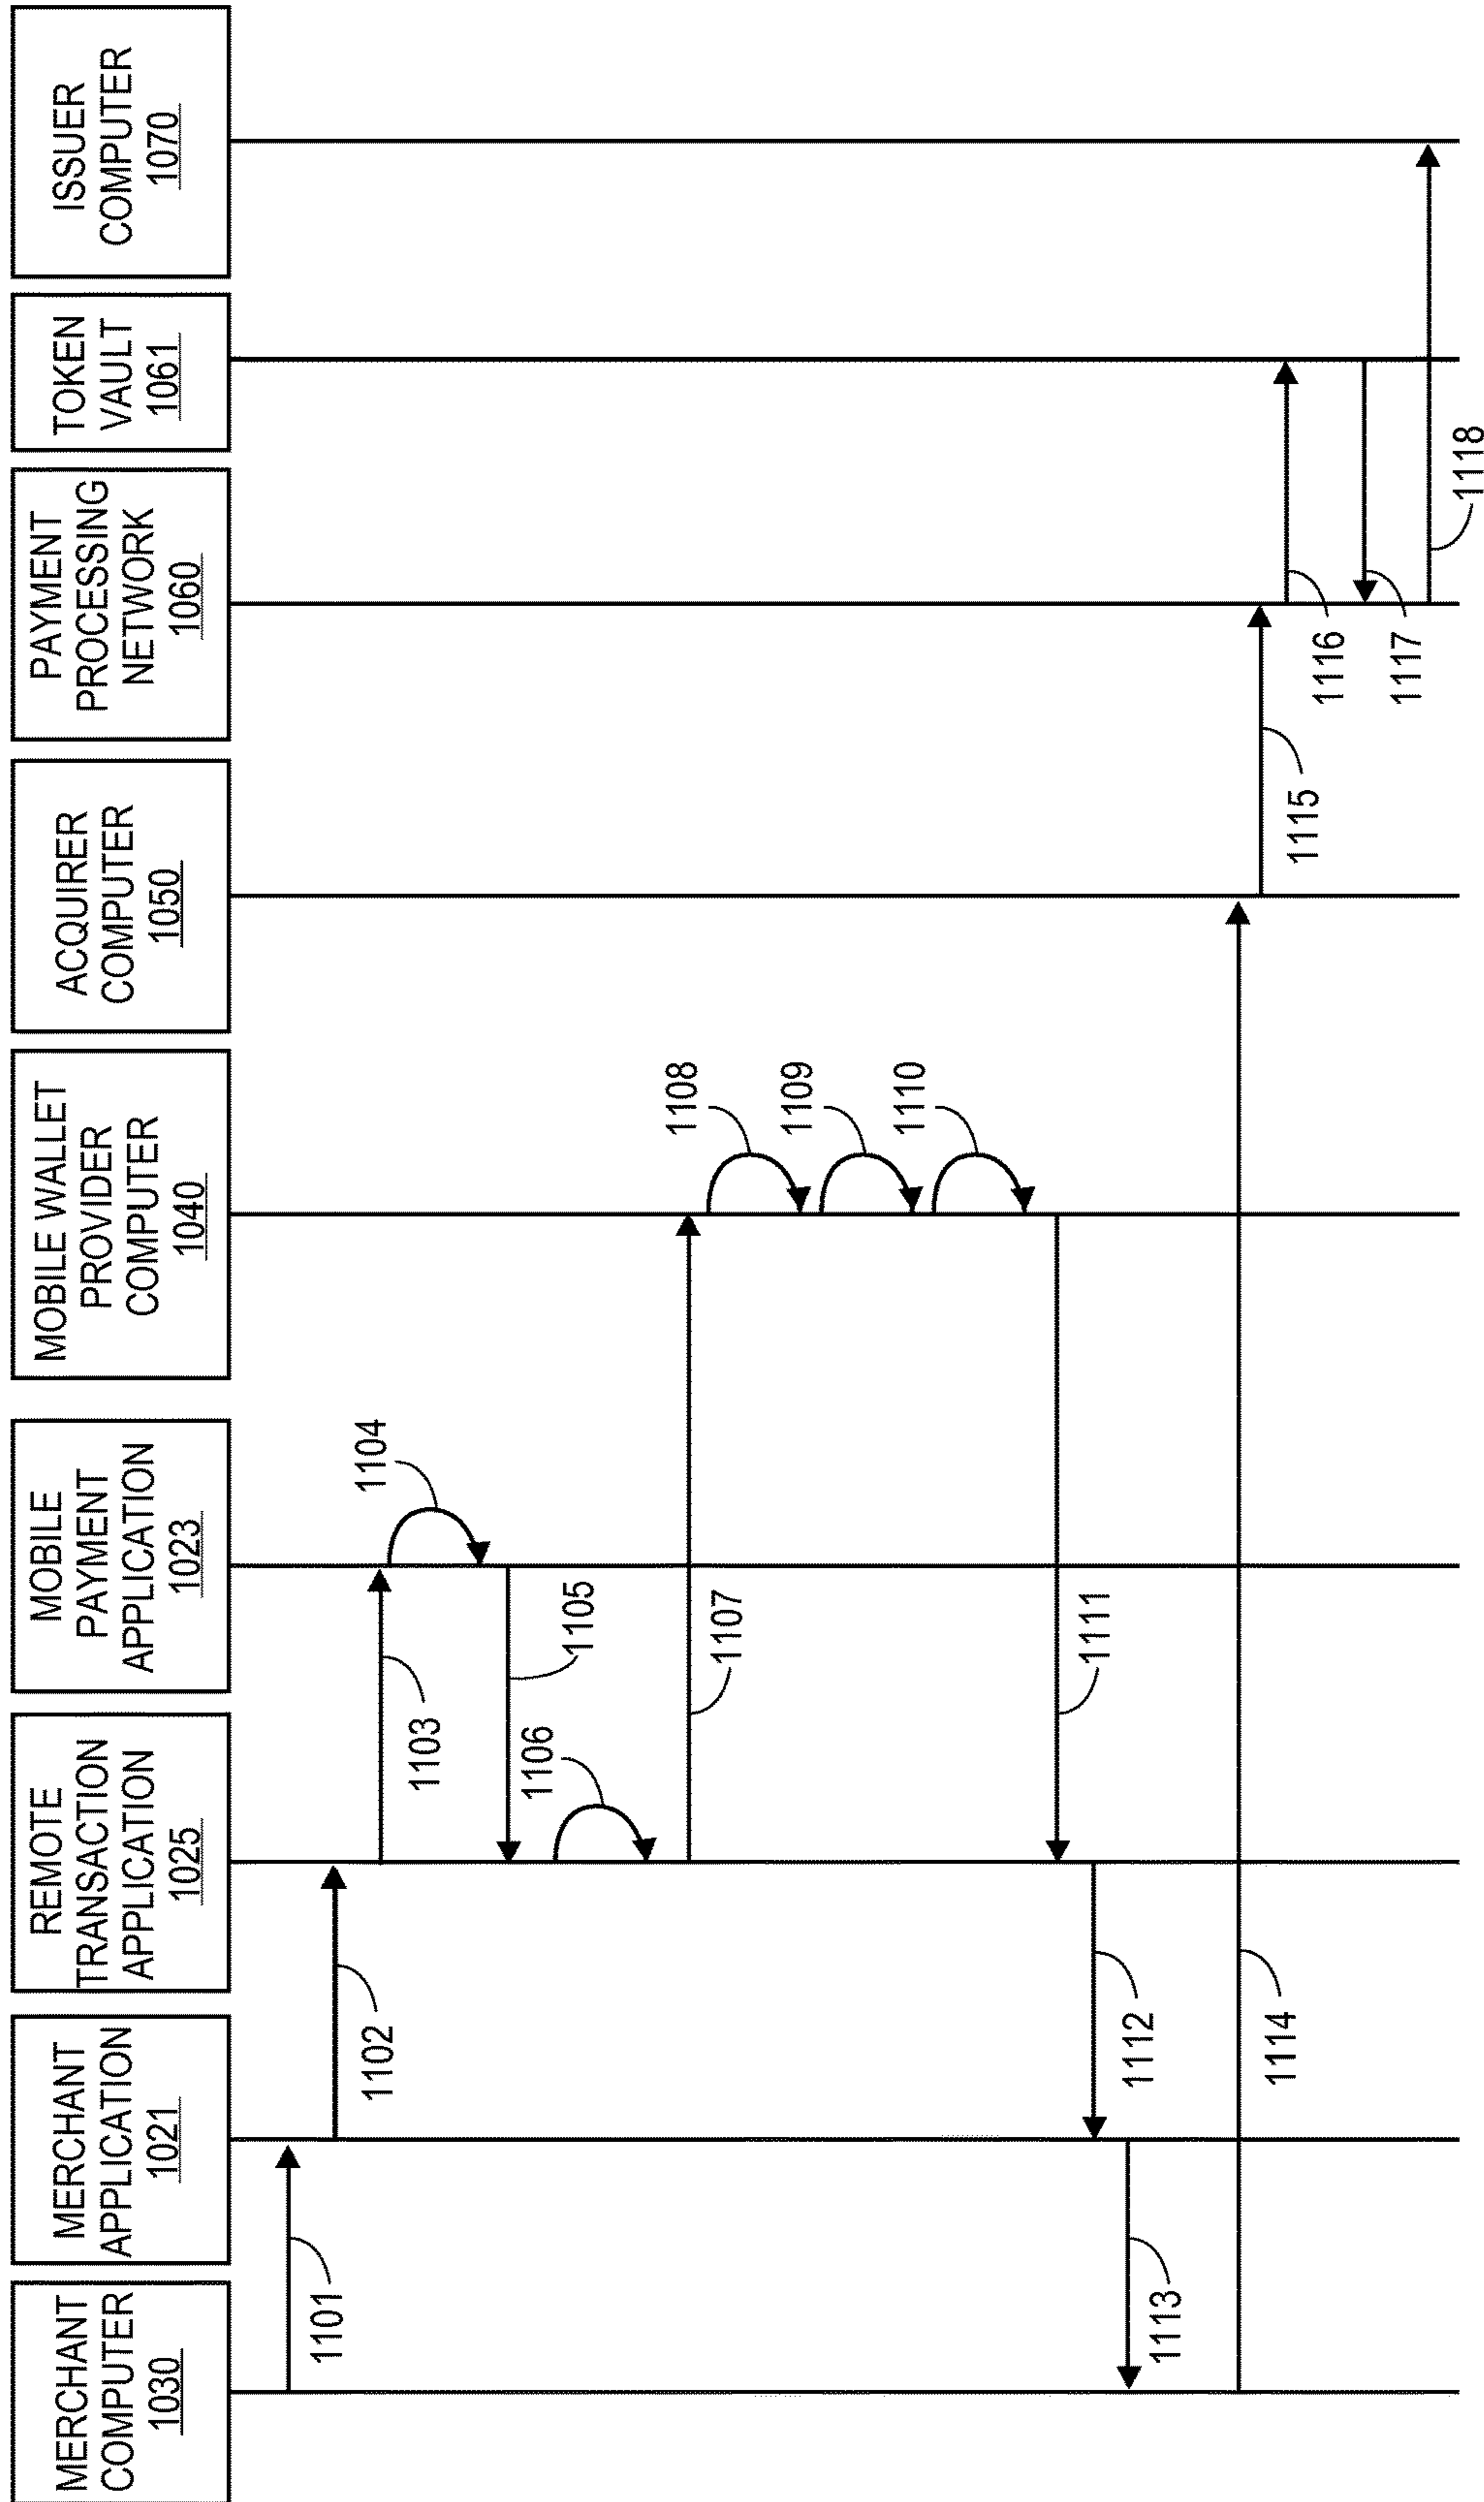 MERCHANT
COMPUTER
1030
MERCHANT
APPLICATION
1021
REMOTE
TRANSACTION
APPLICATION
1025
MOBILE
PAYMENT
APPLICATION
1023
MOBILE WALLET
PROVIDER
COMPUTER
1040
ACQUIRER
COMPUTER
1050
PAYMENT
PROCESSING
NETWORK
1060
TOKEN
VAULT
1061
ISSUER
COMPUTER
1070
1101
1102
1103
1104
1105
1106
1107
1108
1109
1110
1111
1112
1113
1114
1115
1116
1117
1118